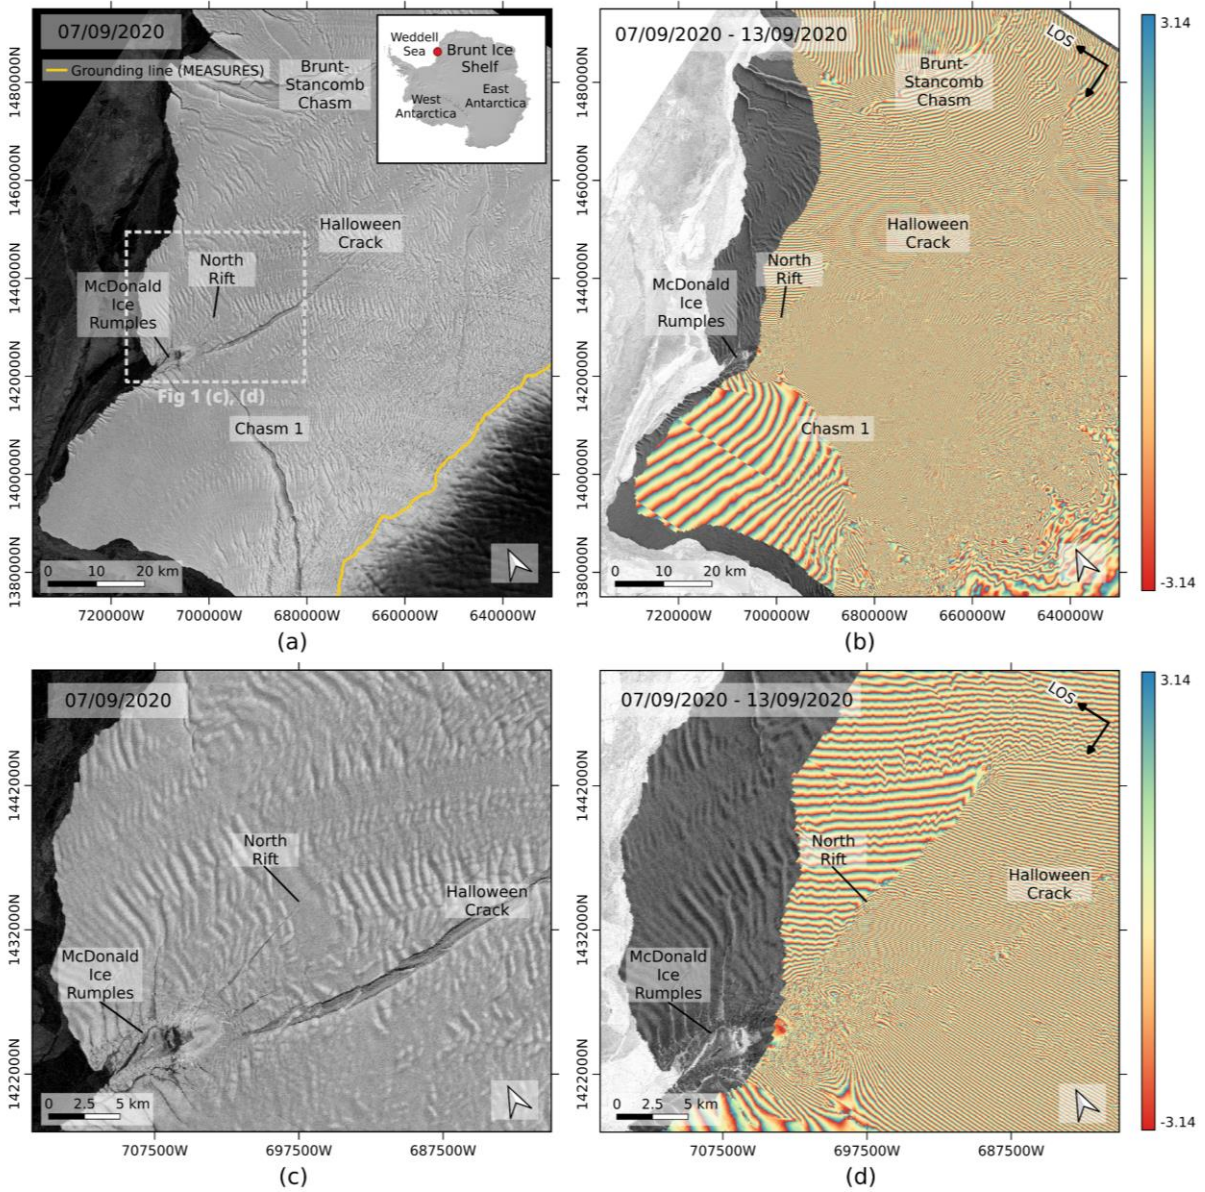 07/09/2020
Grounding line (MEASURES)
Brunt-
Stancomb
Chasm
Weddell
Sea
Brunt Ice
Shelf
West
Antarctica
East
Antarctica
Halloween
Crack
North
Rift
McDonald
Ice
Rumples
Fig 1 (c), (d)
Chasm 1
0 10 20 km
1480000N
1460000N
1440000N
1420000N
1400000N
1380000N
720000W 700000W 680000W 660000W 640000W
(a)
07/09/2020 - 13/09/2020
LOS
Brunt-
Stancomb
Chasm
Halloween
Crack
North
Rift
McDonald
Ice
Rumples
Chasm 1
0 10 20 km
1480000N
1460000N
1440000N
1420000N
1400000N
1380000N
720000W 700000W 680000W 660000W 640000W
3.14
-3.14
(b)
07/09/2020
North
Rift
Halloween
Crack
McDonald
Ice
Rumples
0 2.5 5 km
1442000N
1432000N
1422000N
707500W 697500W 687500W
(c)
07/09/2020 - 13/09/2020
LOS
North
Rift
Halloween
Crack
McDonald
Ice
Rumples
0 2.5 5 km
1442000N
1432000N
1422000N
707500W 697500W 687500W
3.14
-3.14
(d)